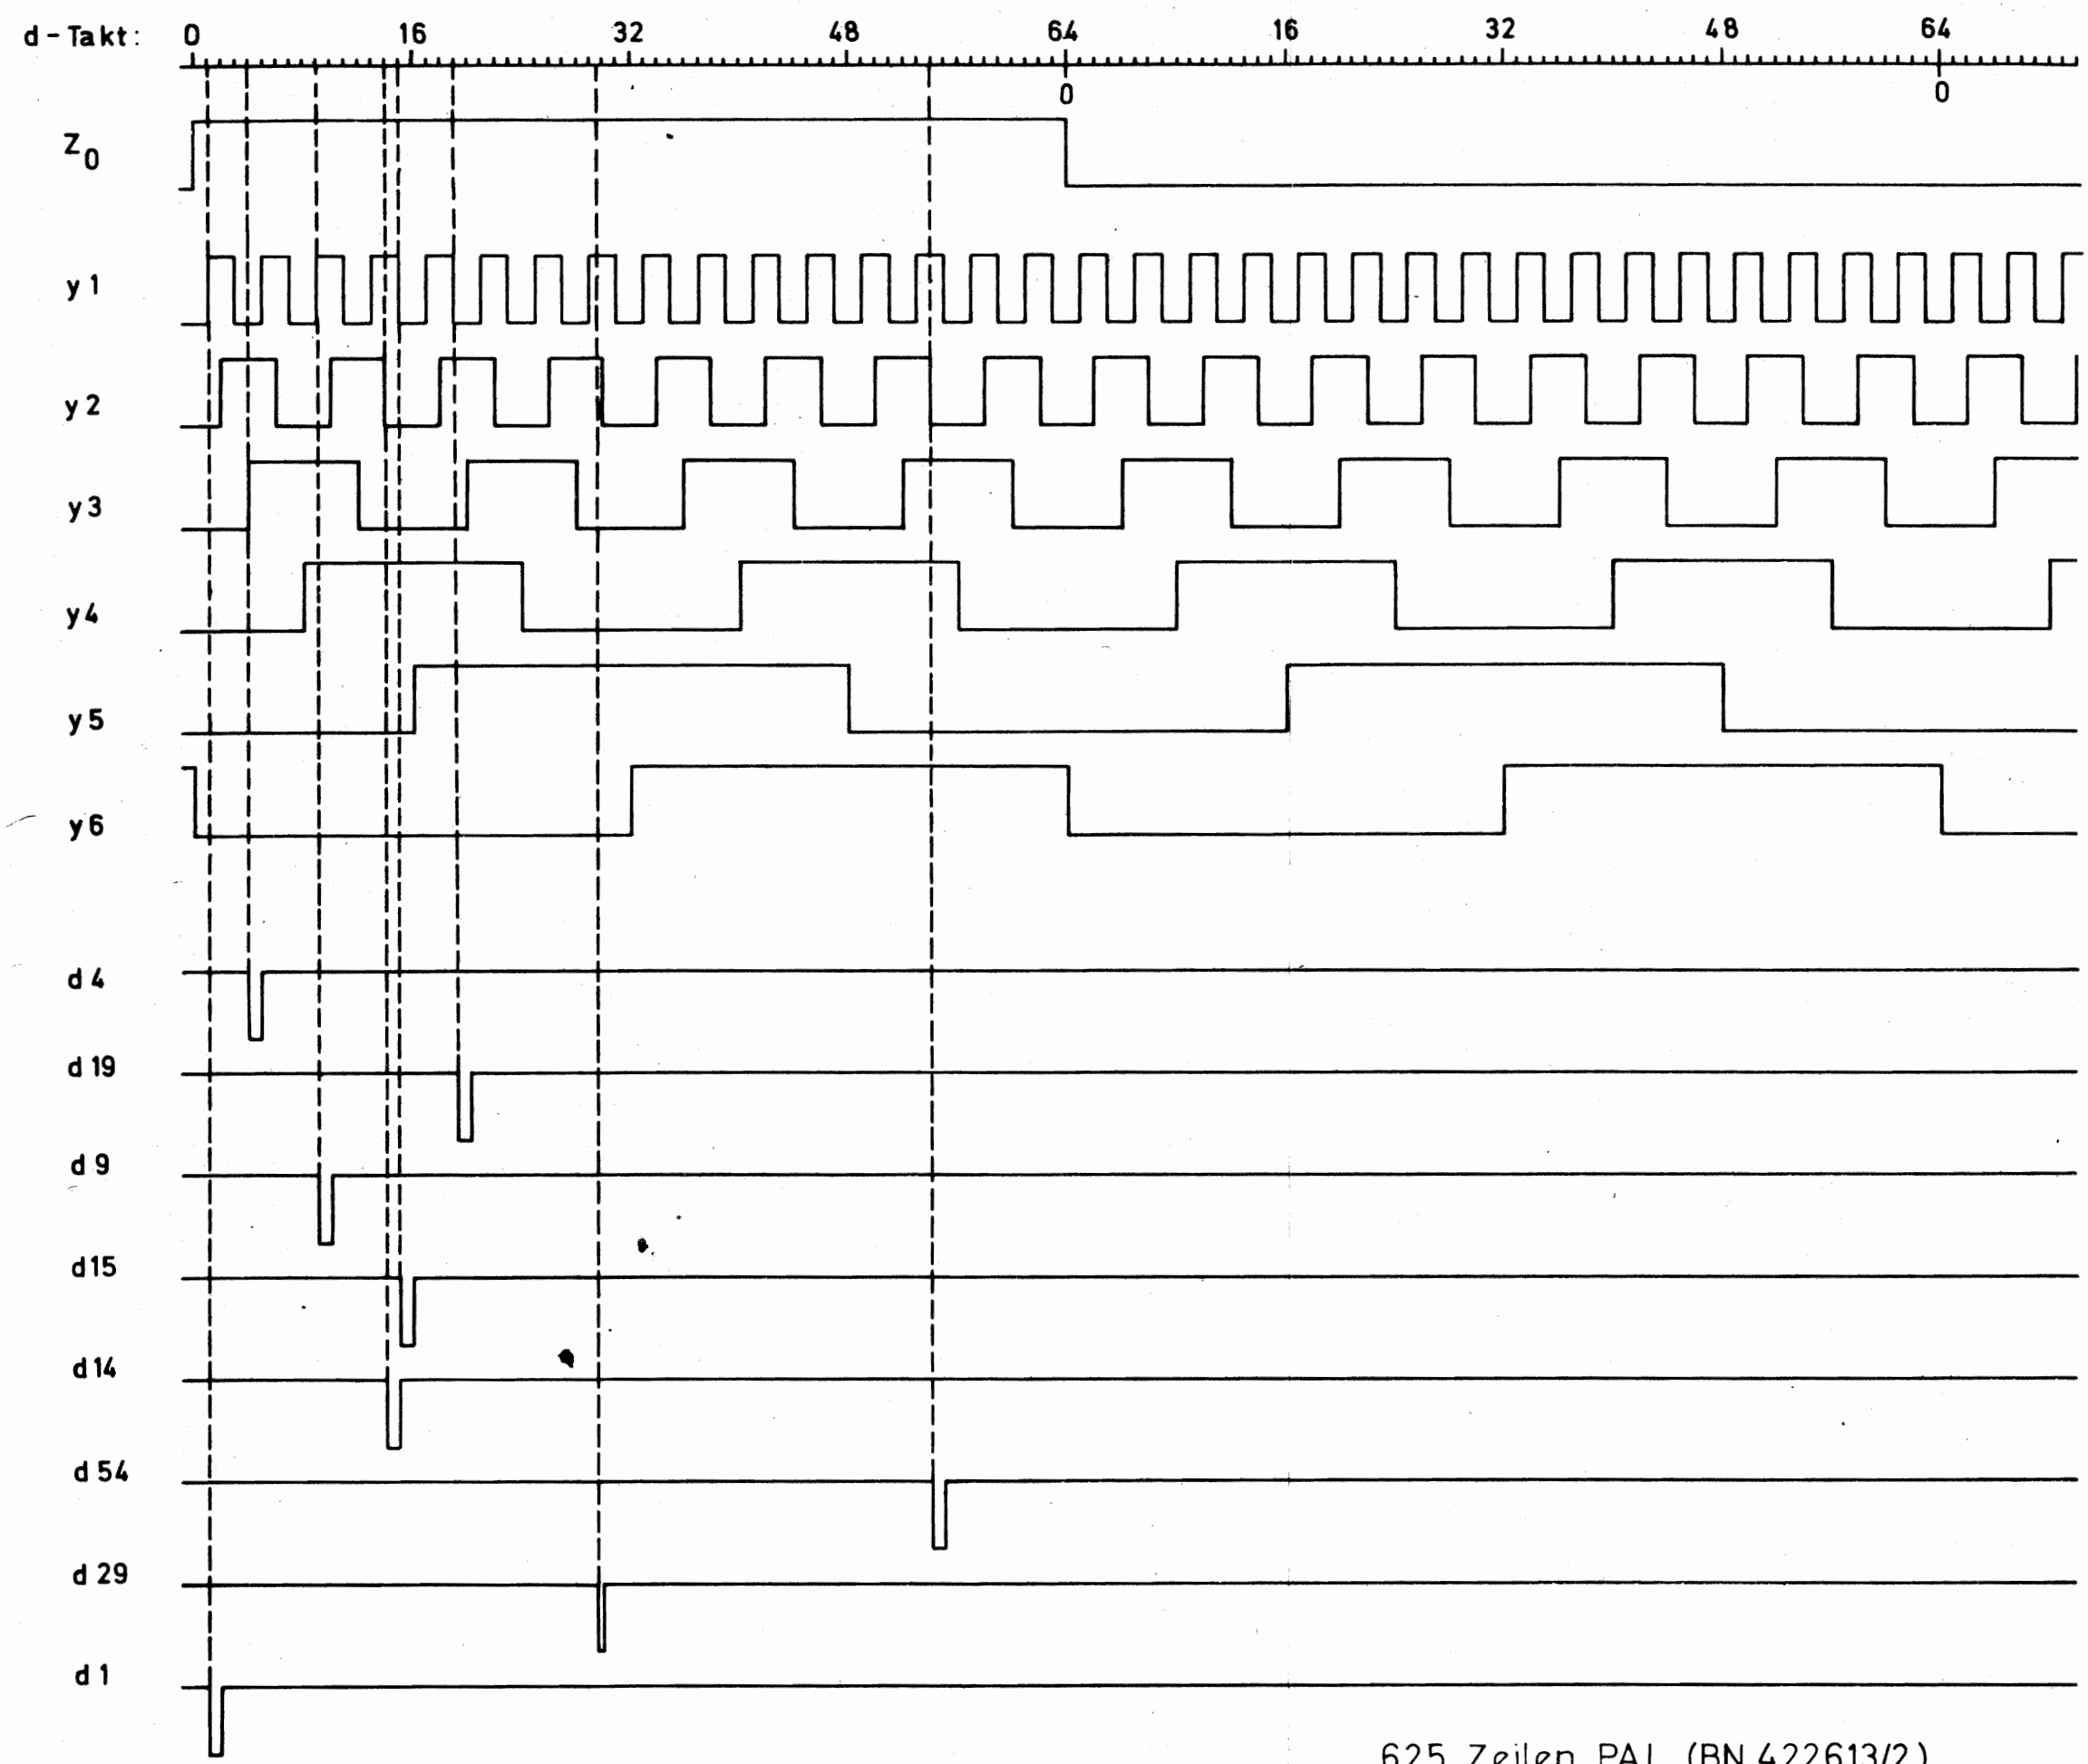 d-Takt: 0 16 32 48 64 16 32 48 64
0 0
Z0
y1
y2
y3
y4
y5
y6
d4
d19
d9
d15
d14
d54
d29
d1
625 Zeilen PAL (BN 422613/2)